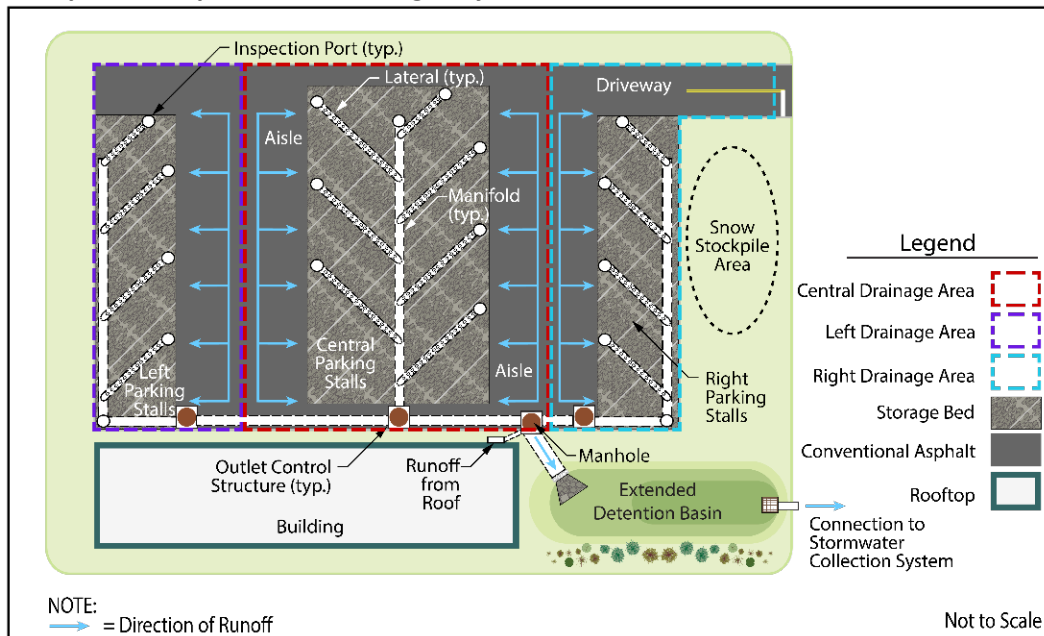 Inspection Port (typ.)
Lateral (typ.)
Driveway
Aisle
Manifold
(typ.)
Snow
Stockpile
Area
Central
Parking
Stalls
Left
Parking
Stalls
Aisle
Right
Parking
Stalls
Legend
Central Drainage Area
Left Drainage Area
Right Drainage Area
Storage Bed
Conventional Asphalt
Rooftop
Outlet Control
Structure (typ.)
Runoff
from
Roof
Manhole
Building
Extended
Detention Basin
Connection to
Stormwater
Collection System
NOTE:
= Direction of Runoff
Not to Scale